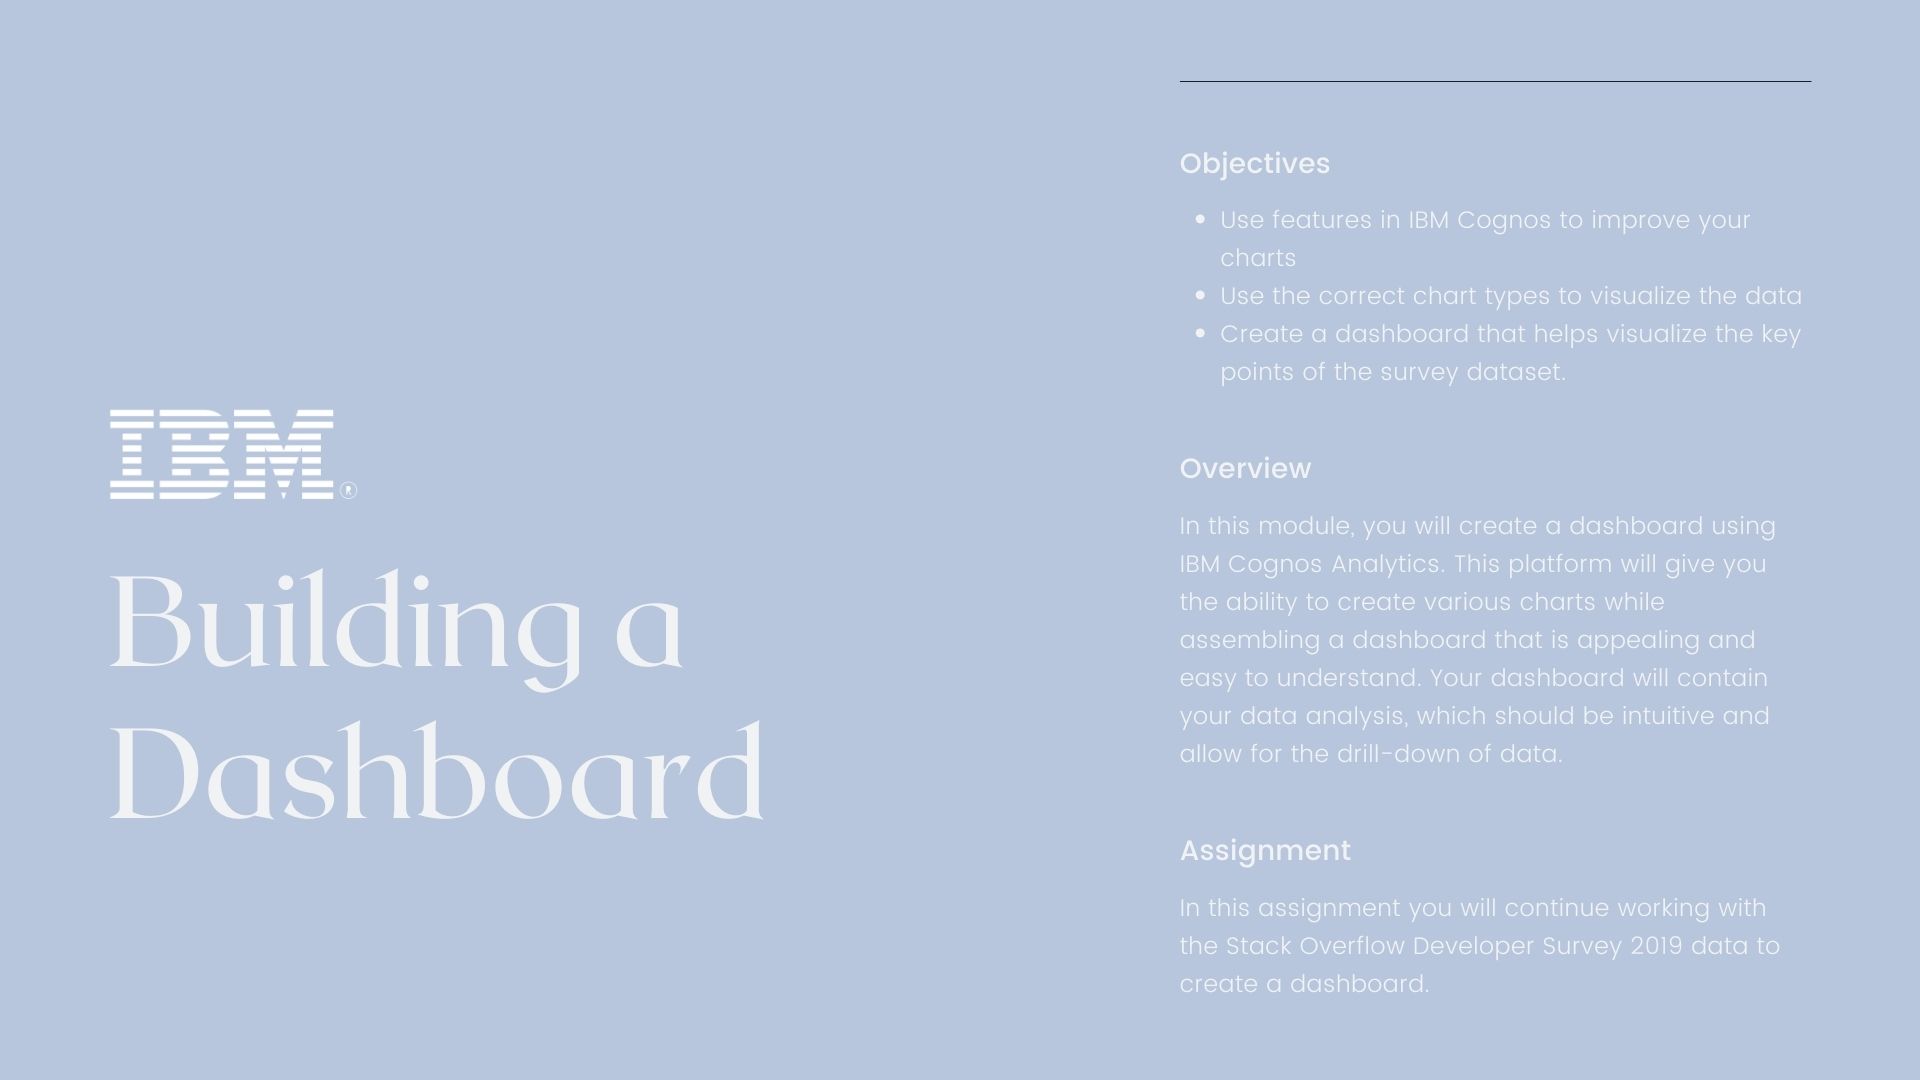 IBM®
Building a
Dashboard
Objectives
• Use features in IBM Cognos to improve your
charts
• Use the correct chart types to visualize the data
• Create a dashboard that helps visualize the key
points of the survey dataset.
Overview
In this module, you will create a dashboard using
IBM Cognos Analytics. This platform will give you
the ability to create various charts while
assembling a dashboard that is appealing and
easy to understand. Your dashboard will contain
your data analysis, which should be intuitive and
allow for the drill-down of data.
Assignment
In this assignment you will continue working with
the Stack Overflow Developer Survey 2019 data to
create a dashboard.